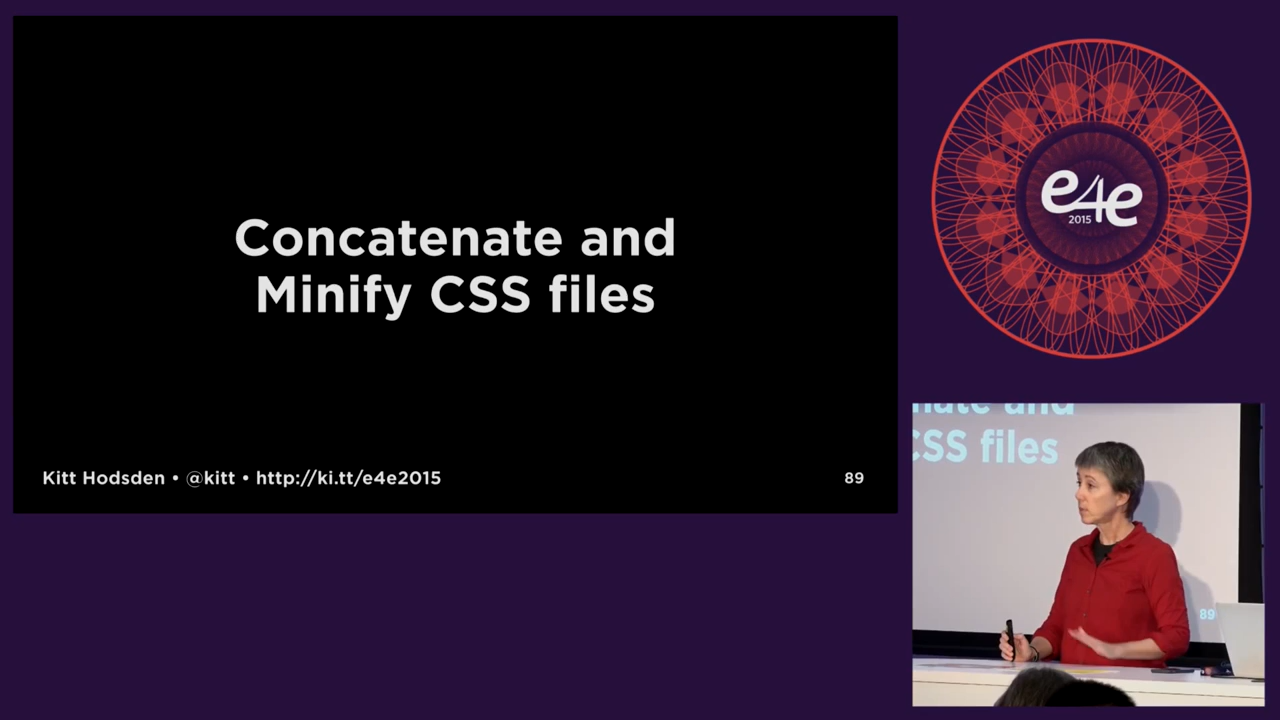 Concatenate and
Minify CSS files
Kitt Hodsden • @kitt • http://ki.tt/e4e2015
89
e4e
2015
nate and
CSS files
89